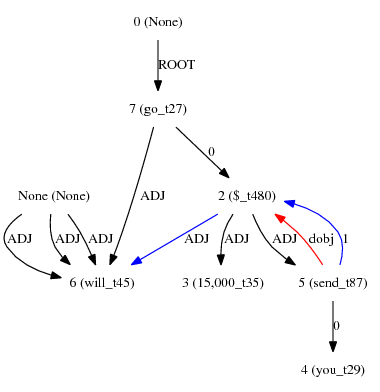 0 (None)
ROOT
7 (go_t27)
0
None (None)
ADJ
2 ($_t480)
ADJ
ADJ
ADJ
ADJ
ADJ
ADJ
dobj
1
6 (will_t45)
3 (15,000_t35)
5 (send_t87)
0
4 (you_t29)